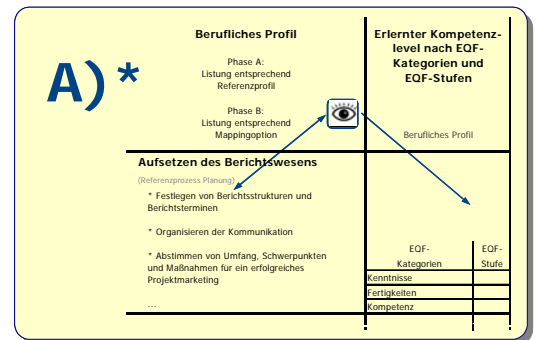 A)*
Berufliches Profil
Phase A:
Listung entsprechend
Referenzprofil
Phase B:
Listung entsprechend
Mappingoption
Erlernter Kompetenz-
level nach EQF-
Kategorien und
EQF-Stufen
Berufliches Profil
Aufsetzen des Berichtswesens
(Referenzprozess Planung)
* Festlegen von Berichtsstrukturen und
Berichtsterminen
* Organisieren der Kommunikation
* Abstimmen von Umfang, Schwerpunkten
und Maßnahmen für ein erfolgreiches
Projektmarketing
...
EQF-
Kategorien
EQF-
Stufe
Kenntnisse
Fertigkeiten
Kompetenz